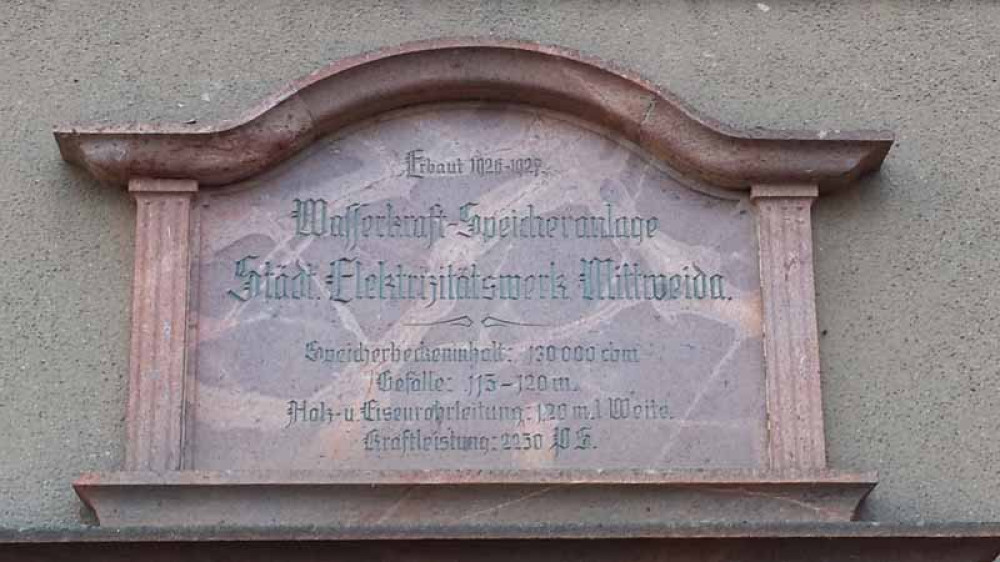 Erbaut 1926-1927.
Wasserkraft-Speicheranlage
Städt. Elektrizitätswerk Mittweida.
Speicherbeckeninhalt: 130 000 cbm
Gefälle: 115-120 m.
Holz- u. Eisenrohrleitung: 1,20 m. l. Weite.
Kraftleistung: 2250 PS.